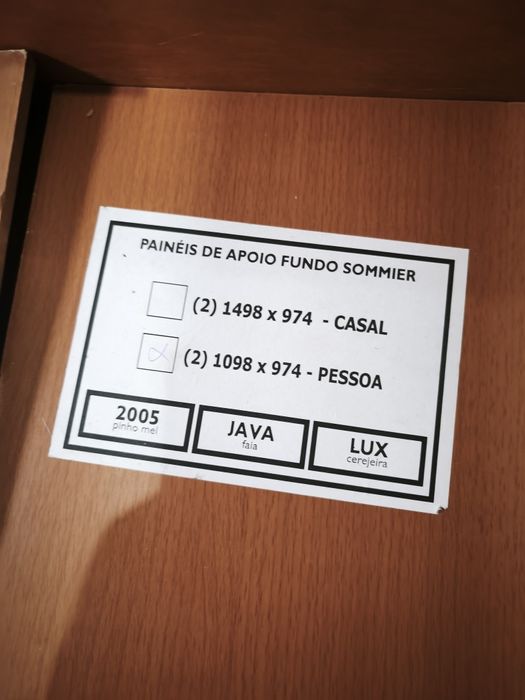 PAINÉIS DE APOIO FUNDO SOMMIER
(2) 1498 x 974 - CASAL
(2) 1098 x 974 - PESSOA
2005
pinho mel
JAVA
faia
LUX
cerejeira